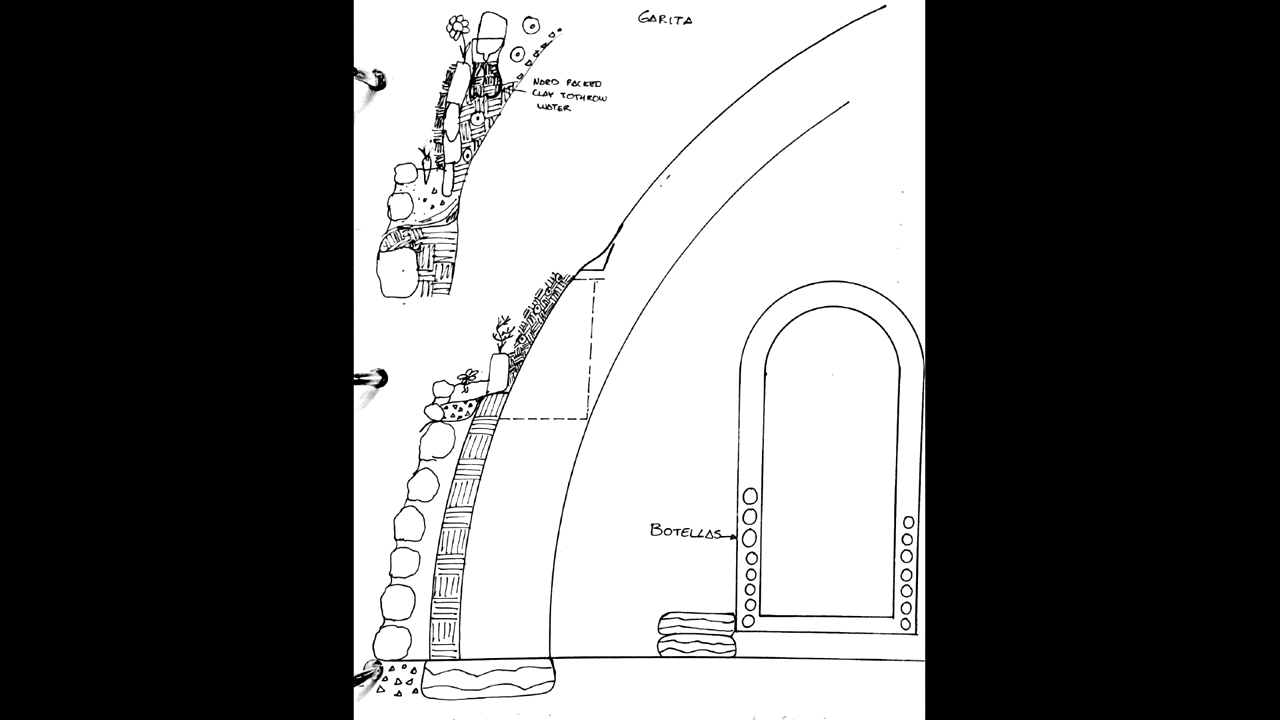 GARITA
HARD PACKED
CLAY TO THROW
WATER
BOTELLAS